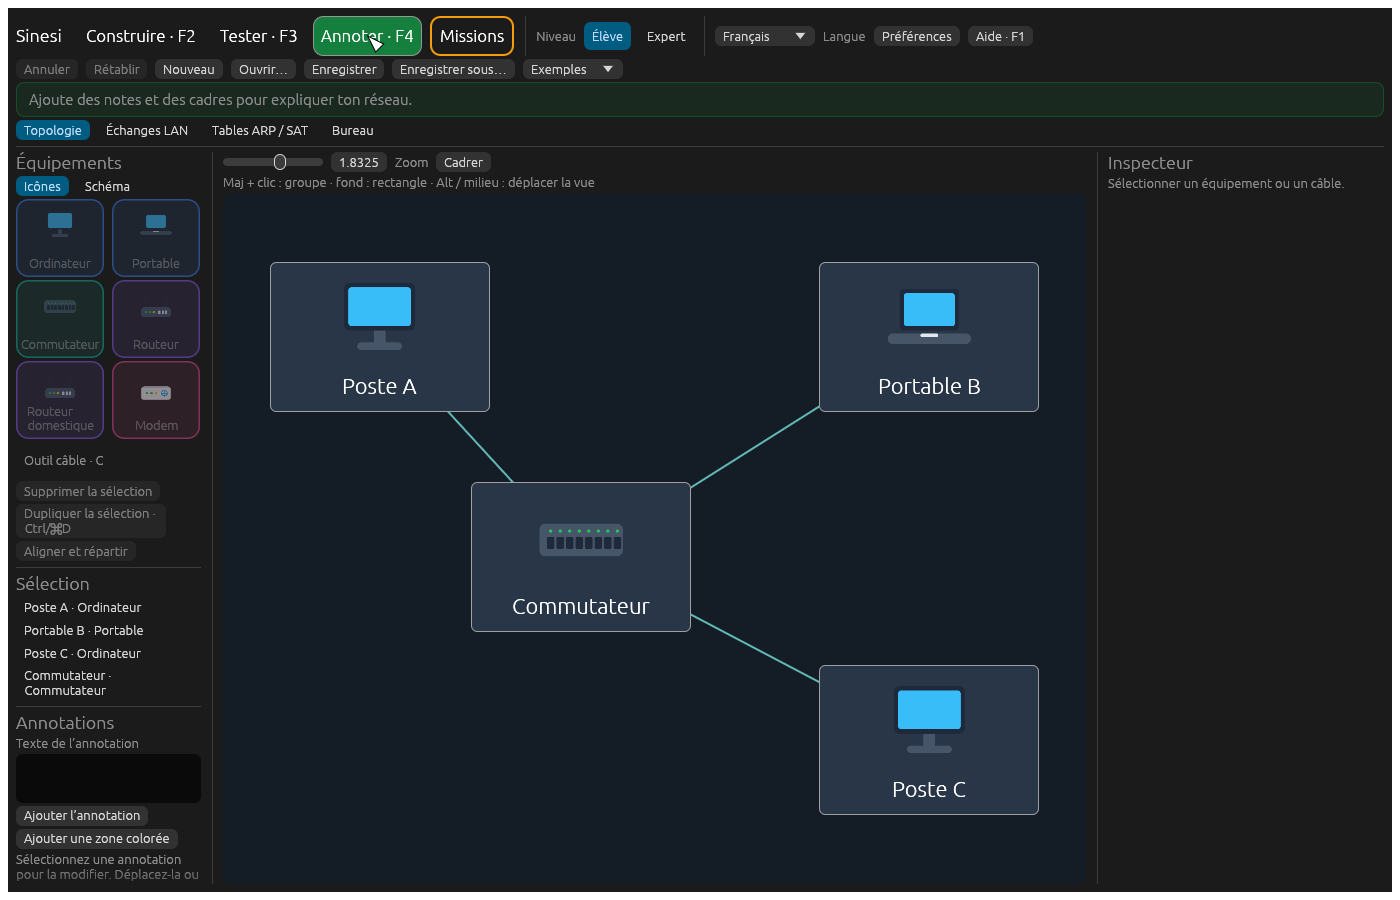 Sinesi Construire · F2 Tester · F3 Annoter · F4 Missions Niveau Élève Expert Français Langue Préférences Aide · F1
Annuler Rétablir Nouveau Ouvrir… Enregistrer Enregistrer sous… Exemples
Ajoute des notes et des cadres pour expliquer ton réseau.
Topologie Échanges LAN Tables ARP / SAT Bureau
Équipements
Icônes Schéma
Ordinateur Portable
Commutateur Routeur
Routeur
domestique Modem
Outil câble · C
Supprimer la sélection
Dupliquer la sélection ·
Ctrl/⌘D
Aligner et répartir
Sélection
Poste A · Ordinateur
Portable B · Portable
Poste C · Ordinateur
Commutateur ·
Commutateur
Annotations
Texte de l’annotation
Ajouter l’annotation
Ajouter une zone colorée
Sélectionnez une annotation
pour la modifier. Déplacez-la ou
1.8325 Zoom Cadrer
Maj + clic : groupe · fond : rectangle · Alt / milieu : déplacer la vue
Poste A
Portable B
Commutateur
Poste C
Inspecteur
Sélectionner un équipement ou un câble.